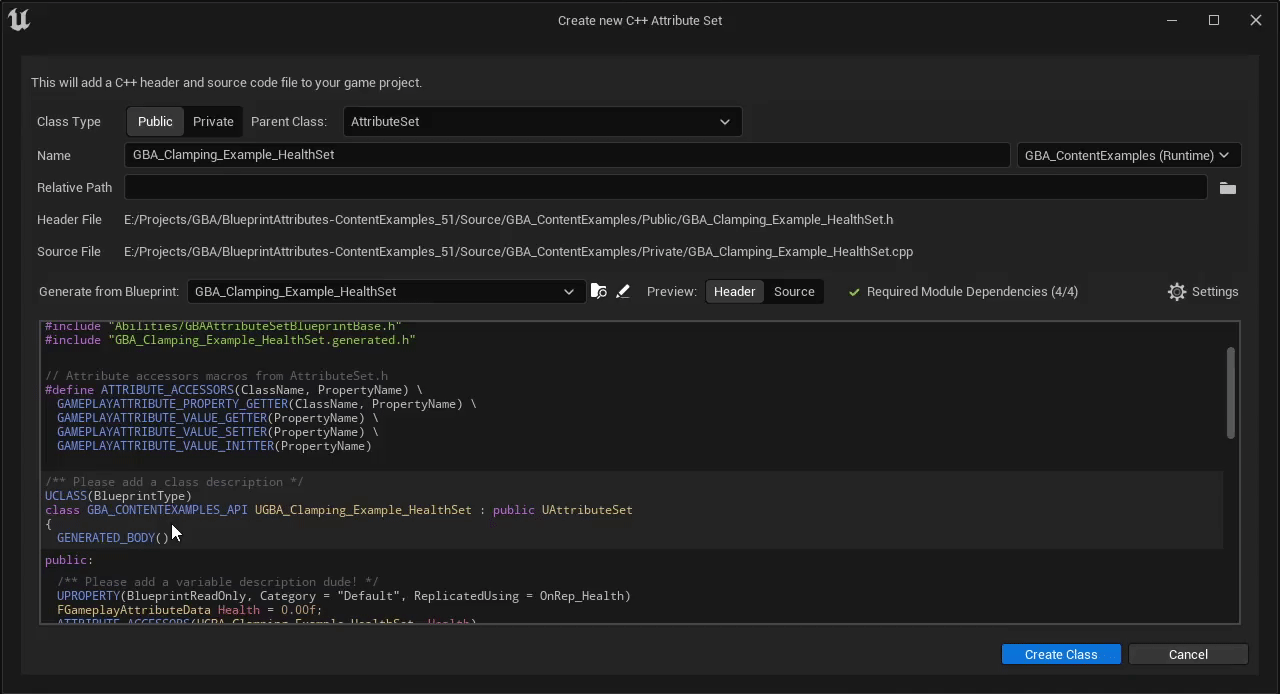 Create new C++ Attribute Set
This will add a C++ header and source code file to your game project.
Class Type Public Private Parent Class: AttributeSet
Name GBA_Clamping_Example_HealthSet GBA_ContentExamples (Runtime)
Relative Path
Header File E:/Projects/GBA/BlueprintAttributes-ContentExamples_51/Source/GBA_ContentExamples/Public/GBA_Clamping_Example_HealthSet.h
Source File E:/Projects/GBA/BlueprintAttributes-ContentExamples_51/Source/GBA_ContentExamples/Private/GBA_Clamping_Example_HealthSet.cpp
Generate from Blueprint: GBA_Clamping_Example_HealthSet Preview: Header Source Required Module Dependencies (4/4) Settings
#include "Abilities/GBAAttributeSetBlueprintBase.h"
#include "GBA_Clamping_Example_HealthSet.generated.h"
// Attribute accessors macros from AttributeSet.h
#define ATTRIBUTE_ACCESSORS(ClassName, PropertyName) \
GAMEPLAYATTRIBUTE_PROPERTY_GETTER(ClassName, PropertyName) \
GAMEPLAYATTRIBUTE_VALUE_GETTER(PropertyName) \
GAMEPLAYATTRIBUTE_VALUE_SETTER(PropertyName) \
GAMEPLAYATTRIBUTE_VALUE_INITTER(PropertyName)
/** Please add a class description */
UCLASS(BlueprintType)
class GBA_CONTENTEXAMPLES_API UGBA_Clamping_Example_HealthSet : public UAttributeSet
{
GENERATED_BODY()
public:
/** Please add a variable description dude! */
UPROPERTY(BlueprintReadOnly, Category = "Default", ReplicatedUsing = OnRep_Health)
FGameplayAttributeData Health = 0.00f;
ATTRIBUTE_ACCESSORS(UGBA_Clamping_Example_HealthSet, Health)
Create Class Cancel